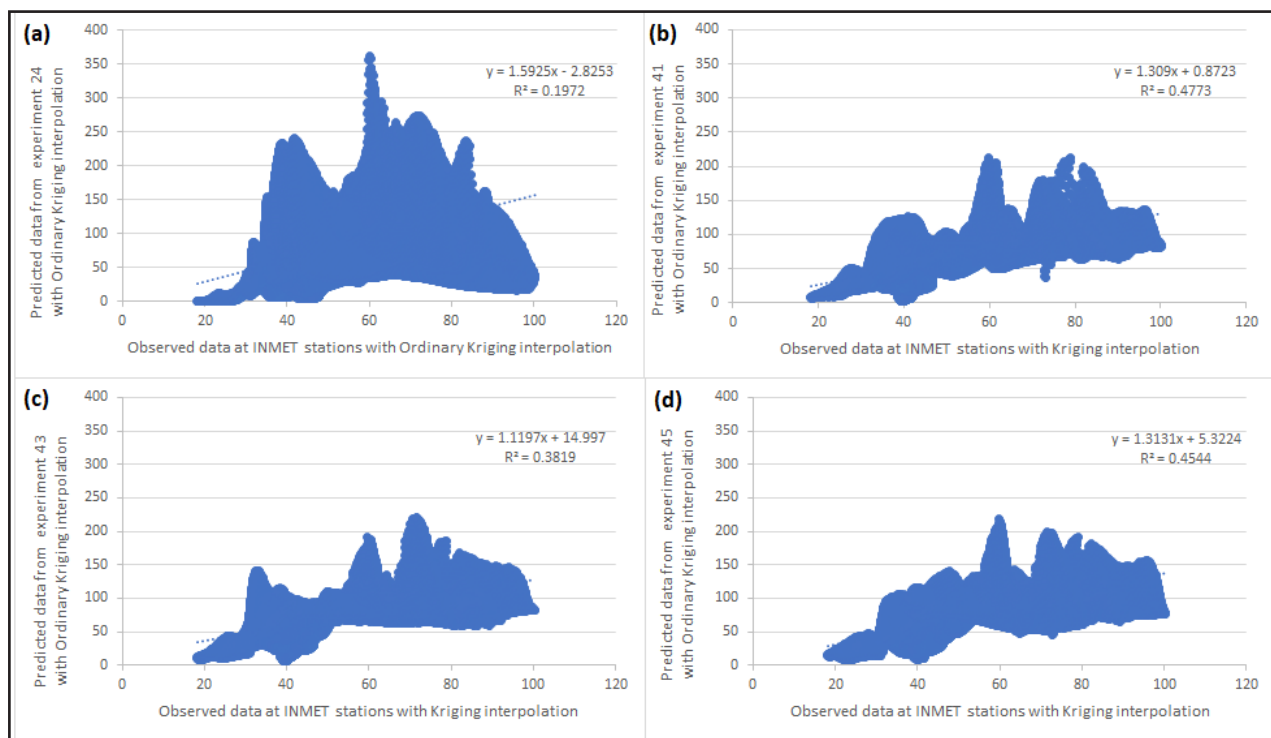 (a)
Predicted data from experiment 24
with Ordinary Kriging interpolation
400
350
300
250
200
150
100
50
0
y = 1.5925x - 2.8253
R² = 0.1972
0 20 40 60 80 100 120
Observed data at INMET stations with Ordinary Kriging interpolation
(b)
Predicted data from experiment 41
with Ordinary Kriging interpolation
400
350
300
250
200
150
100
50
0
y = 1.309x + 0.8723
R² = 0.4773
0 20 40 60 80 100 120
Observed data at INMET stations with Kriging interpolation
(c)
Predicted data from experiment 43
with Ordinary Kriging interpolation
400
350
300
250
200
150
100
50
0
y = 1.1197x + 14.997
R² = 0.3819
0 20 40 60 80 100 120
Observed data at INMET stations with Kriging interpolation
(d)
Predicted data from experiment 45
with Ordinary Kriging interpolation
400
350
300
250
200
150
100
50
0
y = 1.3131x + 5.3224
R² = 0.4544
0 20 40 60 80 100 120
Observed data at INMET stations with Kriging interpolation